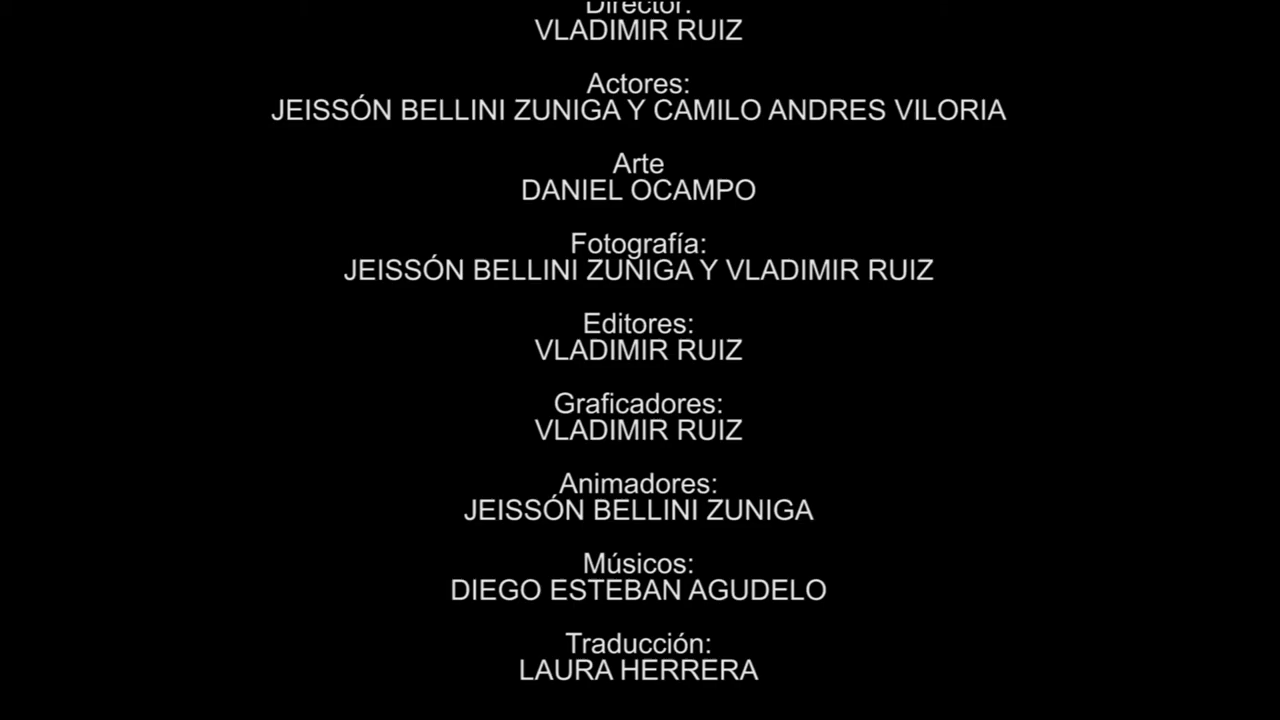 Director:
VLADIMIR RUIZ
Actores:
JEISSÓN BELLINI ZUNIGA Y CAMILO ANDRES VILORIA
Arte
DANIEL OCAMPO
Fotografía:
JEISSÓN BELLINI ZUNIGA Y VLADIMIR RUIZ
Editores:
VLADIMIR RUIZ
Graficadores:
VLADIMIR RUIZ
Animadores:
JEISSÓN BELLINI ZUNIGA
Músicos:
DIEGO ESTEBAN AGUDELO
Traducción:
LAURA HERRERA